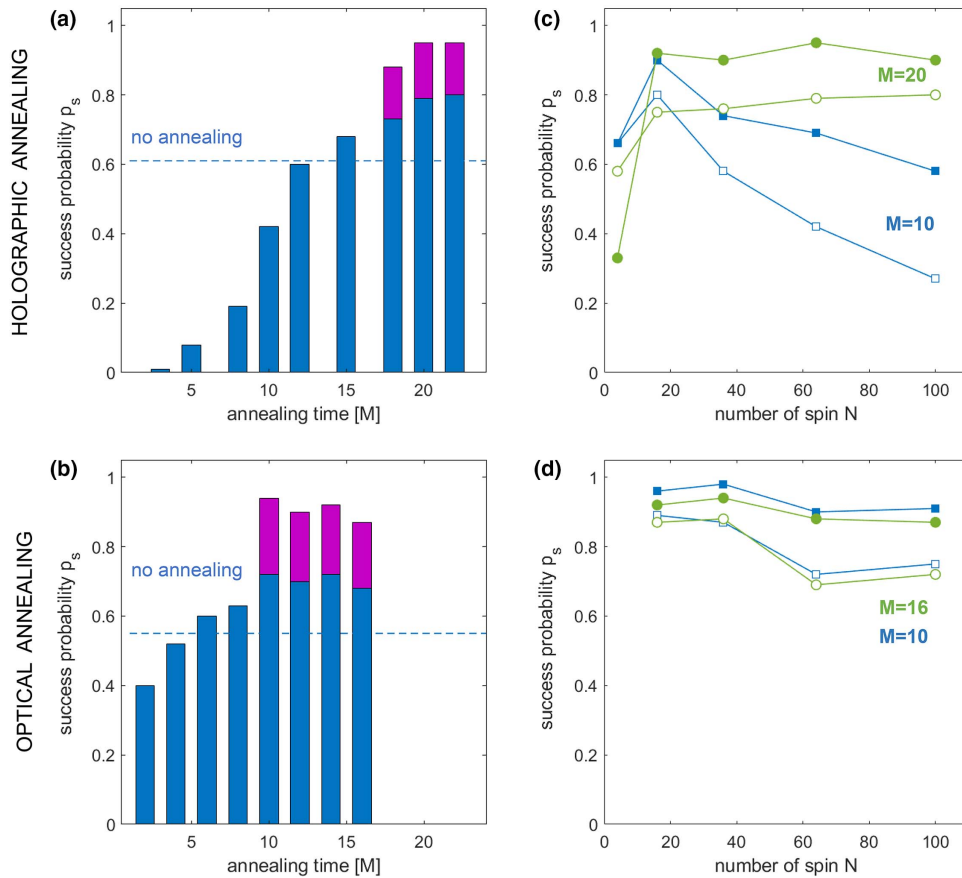 HOLOGRAPHIC ANNEALING
(a)
1
0.8
0.6
0.4
0.2
0
success probability p_s
no annealing
5
10
15
20
annealing time [M]
(c)
1
0.8
0.6
0.4
0.2
0
success probability p_s
M=20
M=10
0
20
40
60
80
100
number of spin N
OPTICAL ANNEALING
(b)
1
0.8
0.6
0.4
0.2
0
success probability p_s
no annealing
5
10
15
20
annealing time [M]
(d)
1
0.8
0.6
0.4
0.2
0
success probability p_s
M=16
M=10
0
20
40
60
80
100
number of spin N